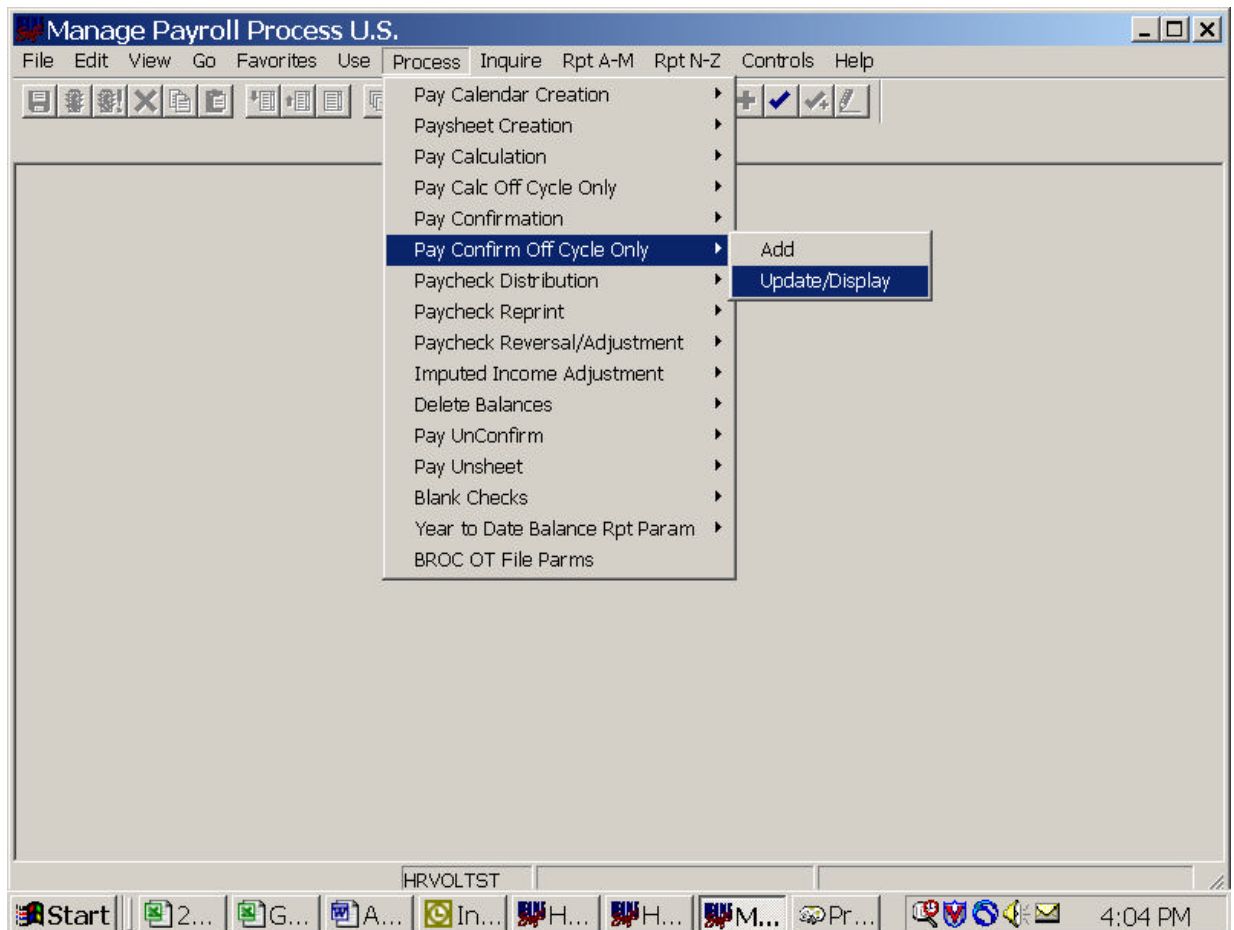 Manage Payroll Process U.S.
File Edit View Go Favorites Use Process Inquire Rpt A-M Rpt N-Z Controls Help
Pay Calendar Creation
Paysheet Creation
Pay Calculation
Pay Calc Off Cycle Only
Pay Confirmation
Pay Confirm Off Cycle Only
Add
Paycheck Distribution
Update/Display
Paycheck Reprint
Paycheck Reversal/Adjustment
Imputed Income Adjustment
Delete Balances
Pay UnConfirm
Pay Unsheet
Blank Checks
Year to Date Balance Rpt Param
BROC OT File Parms
HRVOLTST
Start 2... G... A... In... H... H... M... Pr... 4:04 PM